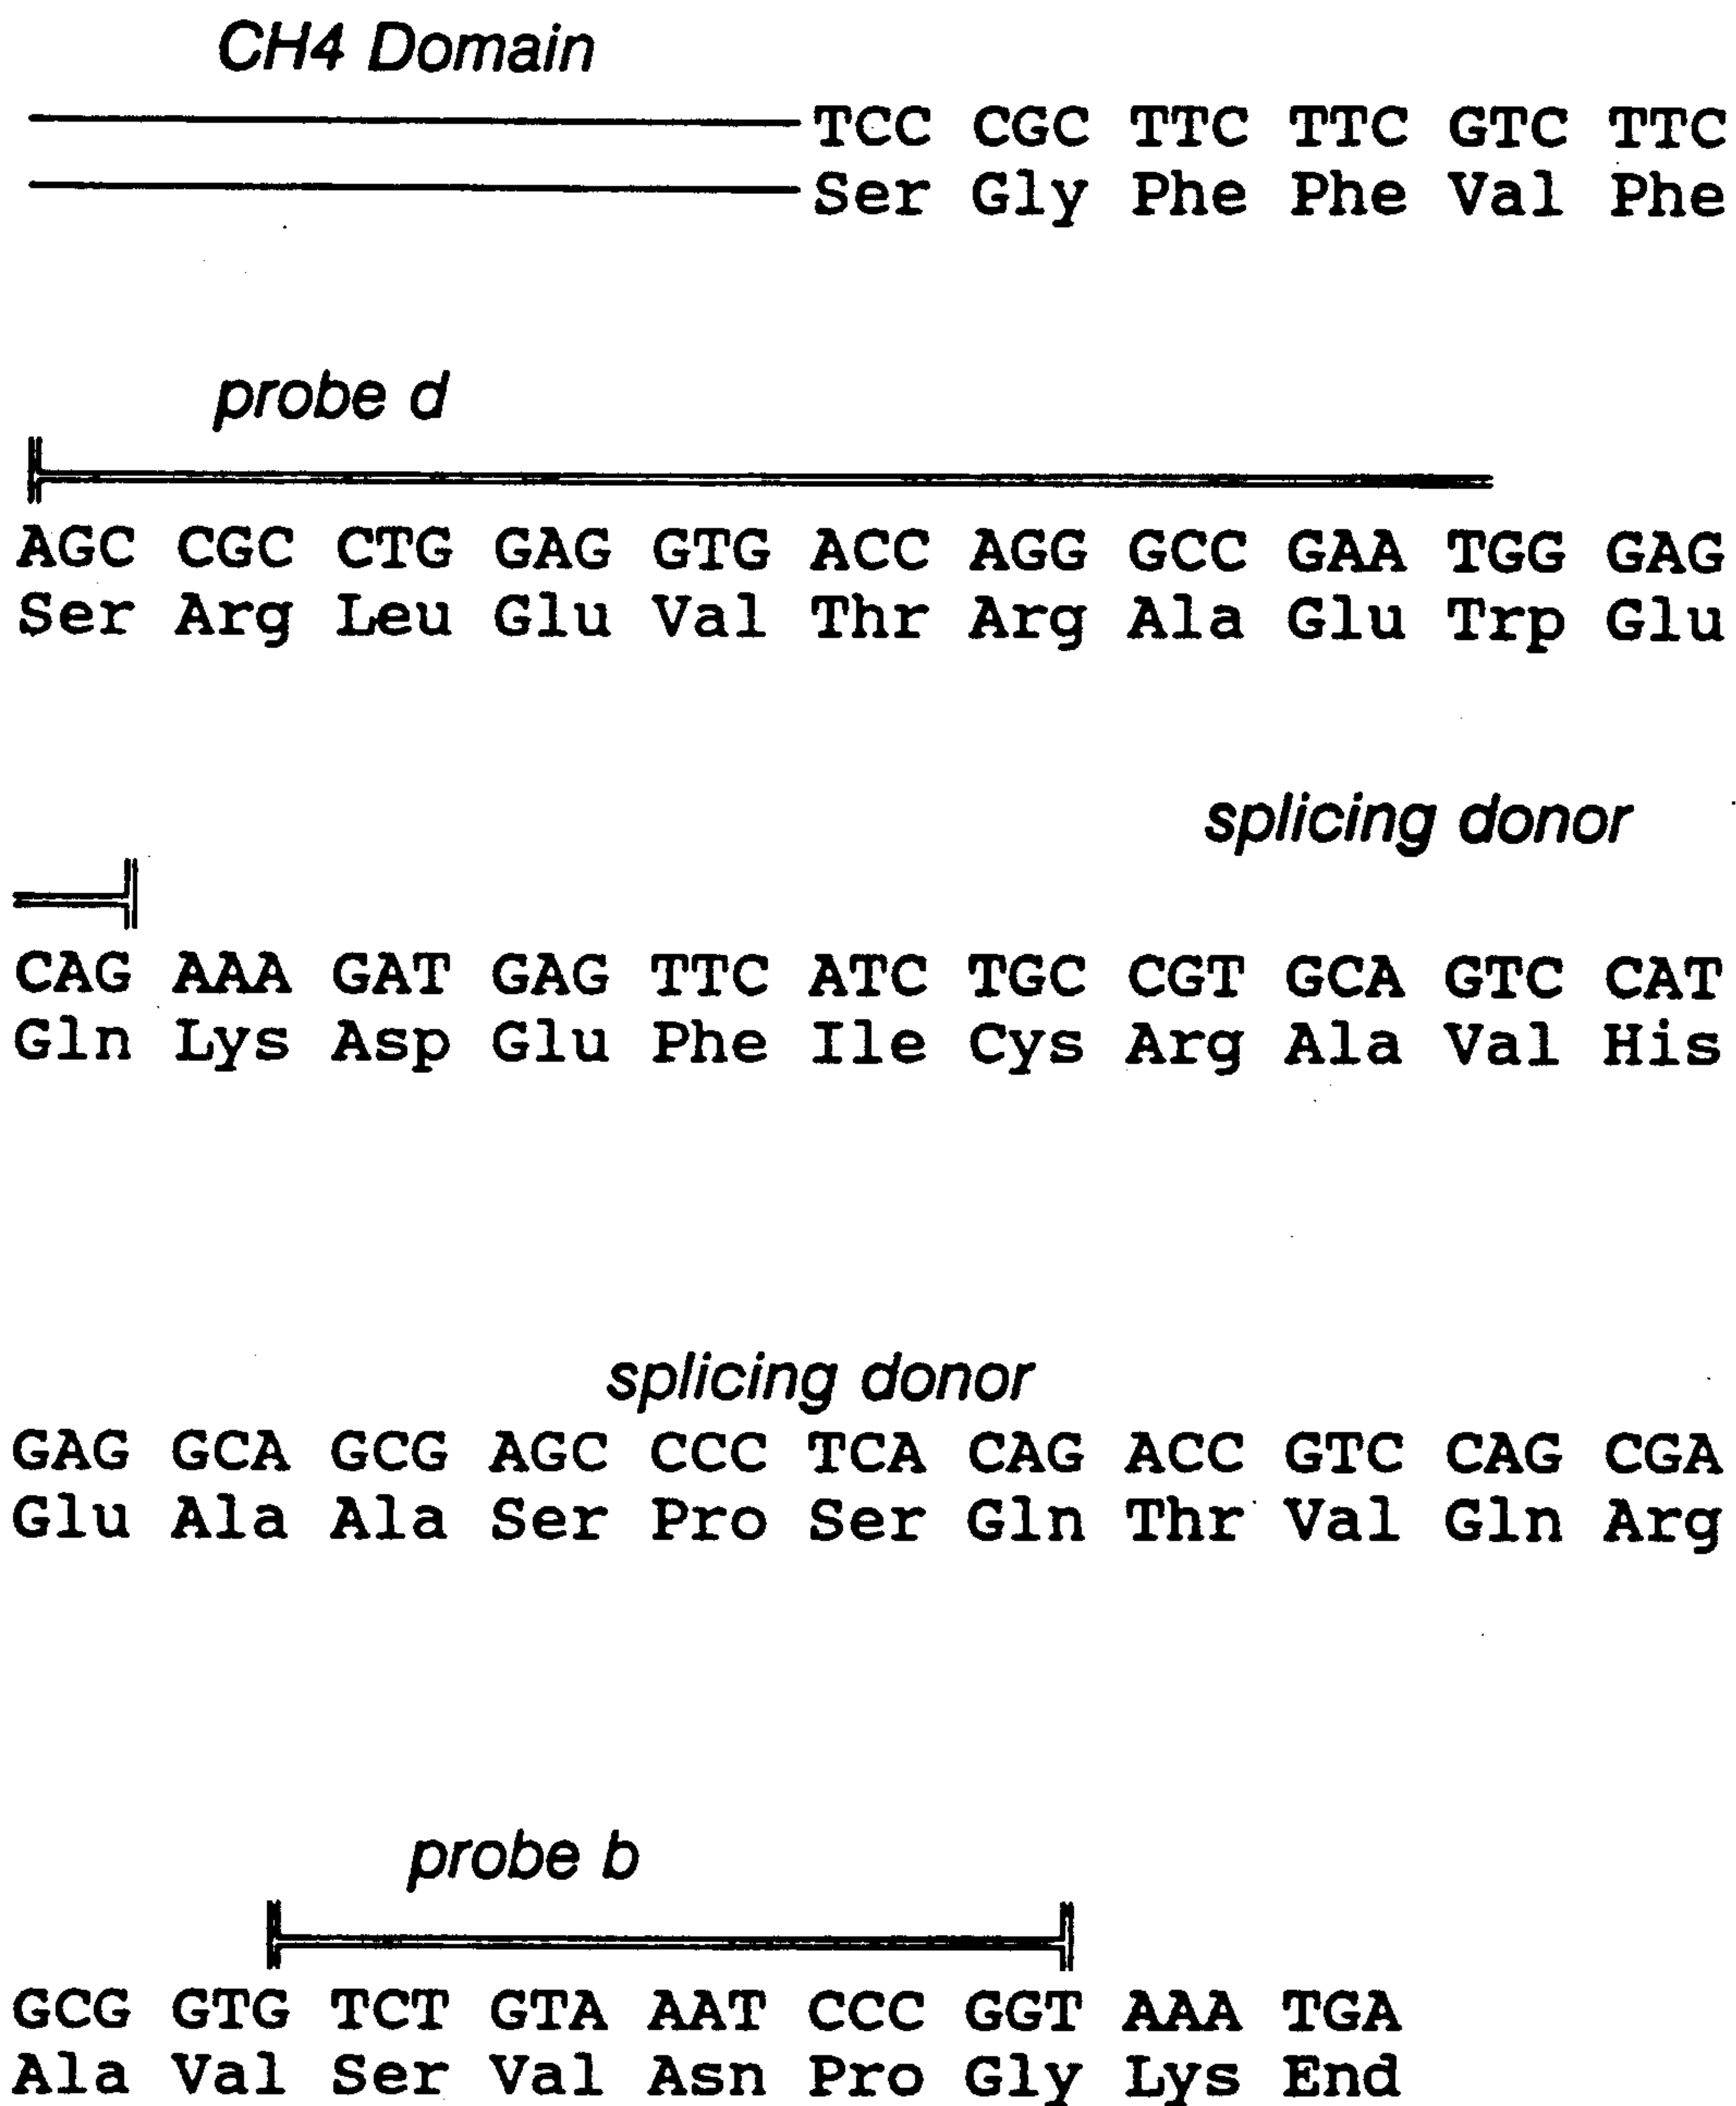 CH4 Domain
TCC CGC TTC TTC GTC TTC
Ser Gly Phe Phe Val Phe
probe d
AGC CGC CTG GAG GTG ACC AGG GCC GAA TGG GAG
Ser Arg Leu Glu Val Thr Arg Ala Glu Trp Glu
splicing donor
CAG AAA GAT GAG TTC ATC TGC CGT GCA GTC CAT
Gln Lys Asp Glu Phe Ile Cys Arg Ala Val His
splicing donor
GAG GCA GCG AGC CCC TCA CAG ACC GTC CAG CGA
Glu Ala Ala Ser Pro Ser Gln Thr Val Gln Arg
probe b
GCG GTG TCT GTA AAT CCC GGT AAA TGA
Ala Val Ser Val Asn Pro Gly Lys End